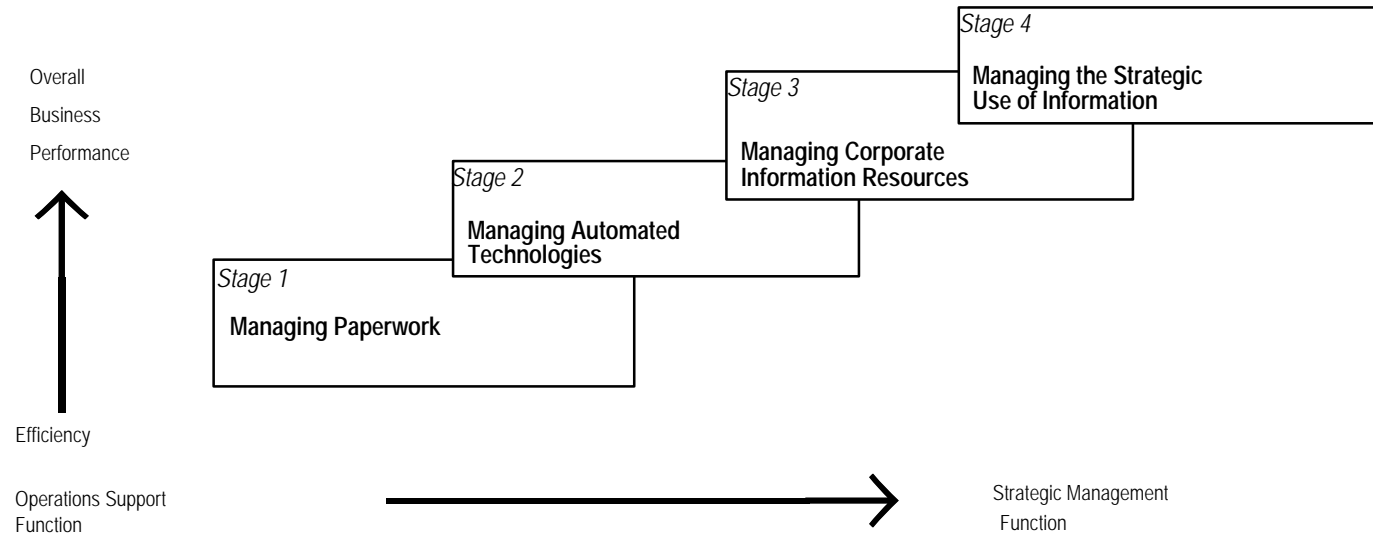 Stage 4
Managing the Strategic
Use of Information
Overall
Business
Performance
Stage 3
Managing Corporate
Information Resources
Stage 2
Managing Automated
Technologies
Stage 1
Managing Paperwork
Efficiency
Operations Support
Function
Strategic Management
Function